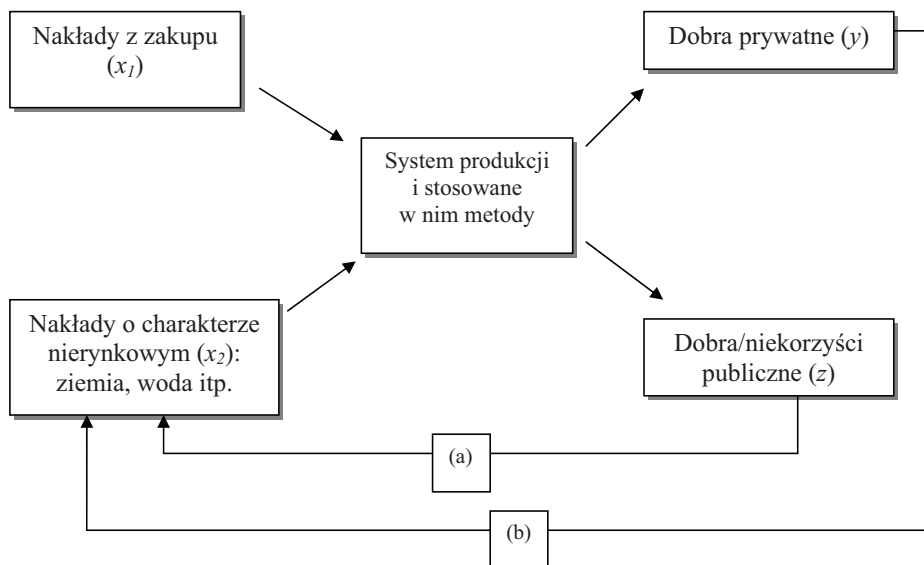 Nakłady z zakupu
(x1)
Dobra prywatne (y)
System produkcji
i stosowane
w nim metody
Nakłady o charakterze
nierynkowym (x2):
ziemia, woda itp.
Dobra/niekorzyści
publiczne (z)
(a)
(b)